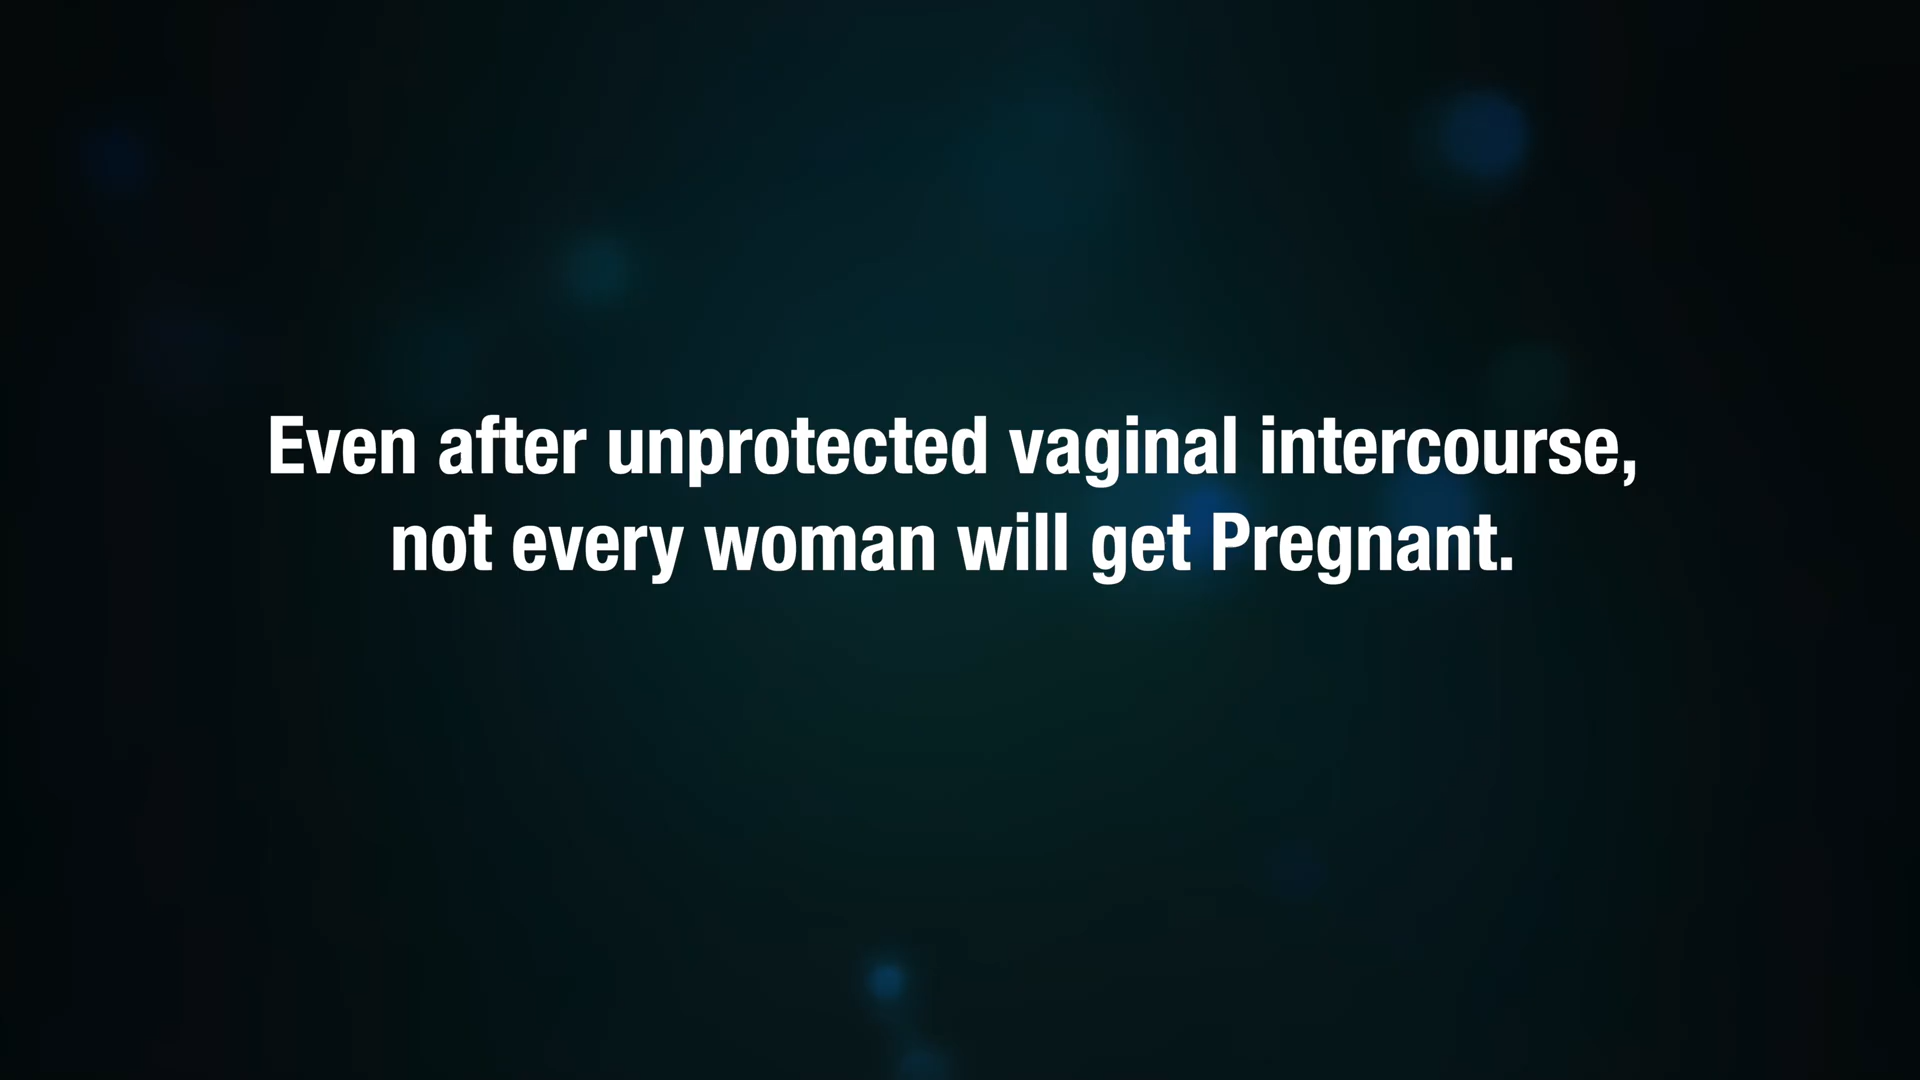 Even after unprotected vaginal intercourse,
not every woman will get Pregnant.